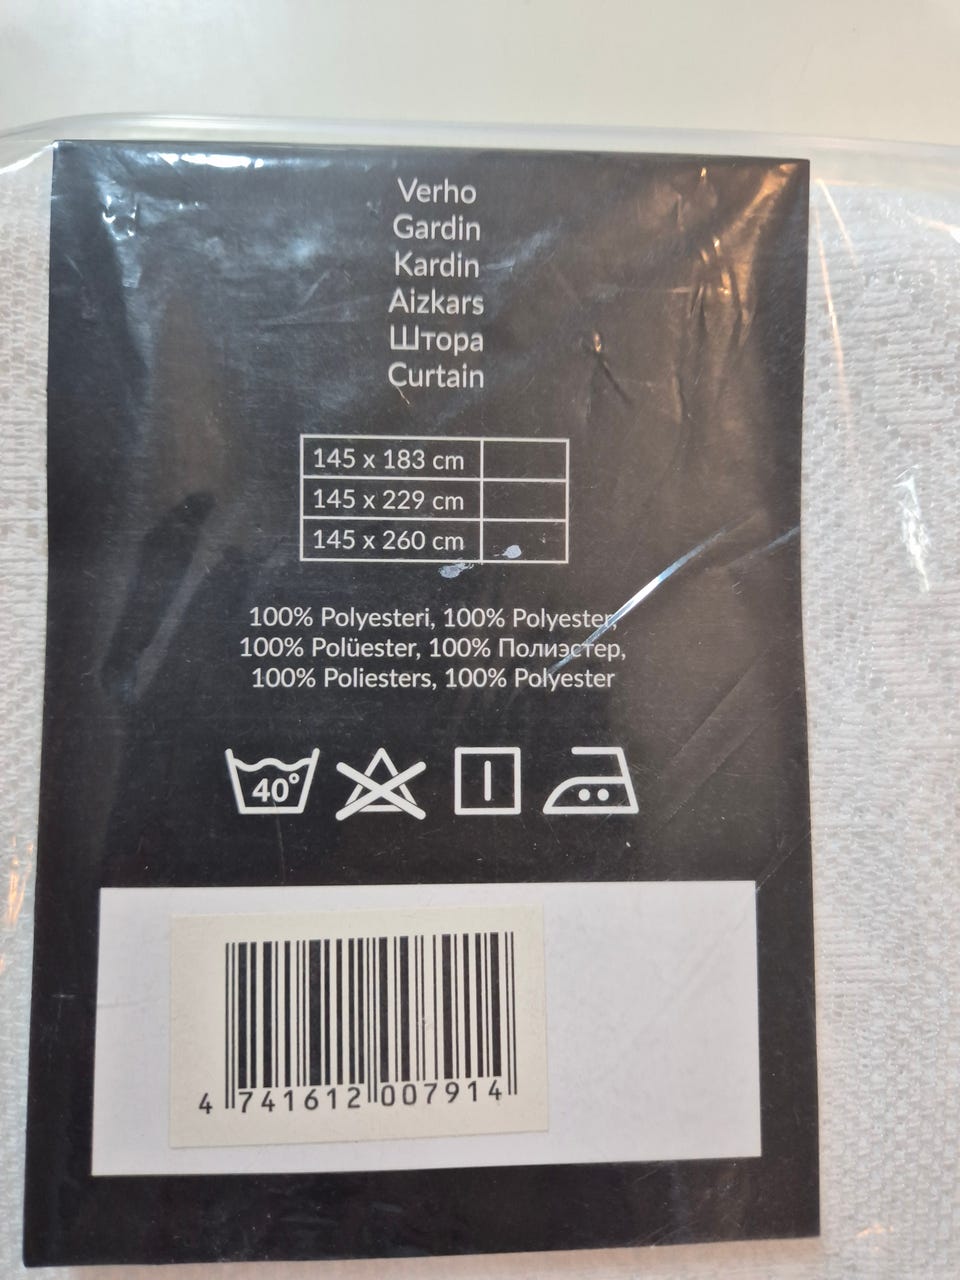 Verho
Gardin
Kardin
Aizkars
Штора
Curtain
145 x 183 cm
145 x 229 cm
145 x 260 cm
100% Polyesteri, 100% Polyester,
100% Polüester, 100% Полиэстер,
100% Poliesters, 100% Polyester
40°
4 741612 007914